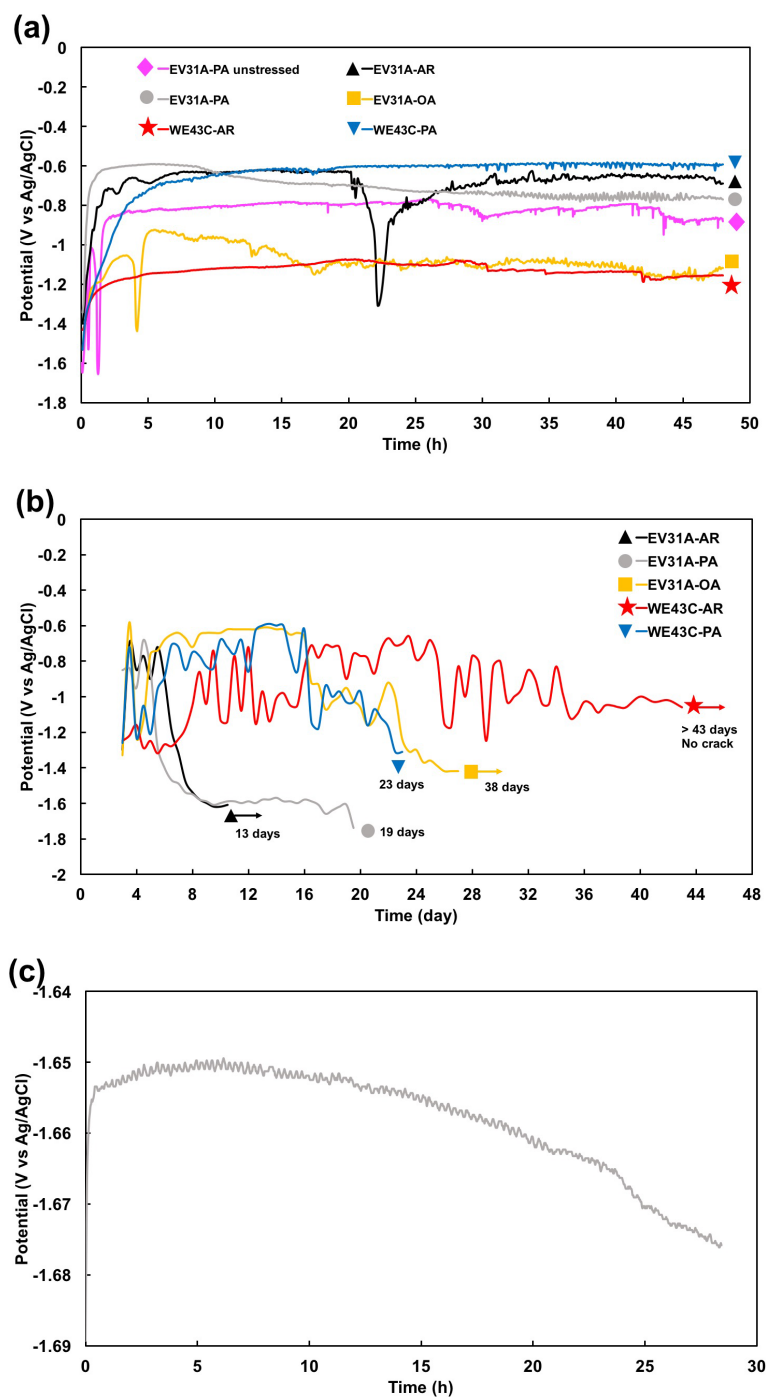 (a)
0
-0.2
-0.4
-0.6
-0.8
-1
-1.2
-1.4
-1.6
-1.8
Potential (V vs Ag/AgCl)
EV31A-PA unstressed
EV31A-AR
EV31A-PA
EV31A-OA
WE43C-AR
WE43C-PA
0 5 10 15 20 25 30 35 40 45 50
Time (h)
(b)
0
-0.2
-0.4
-0.6
-0.8
-1
-1.2
-1.4
-1.6
-1.8
-2
Potential (V vs Ag/AgCl)
EV31A-AR
EV31A-PA
EV31A-OA
WE43C-AR
WE43C-PA
> 43 days
No crack
23 days
38 days
13 days
19 days
0 4 8 12 16 20 24 28 32 36 40 44 48
Time (day)
(c)
-1.64
-1.65
-1.66
-1.67
-1.68
-1.69
Potential (V vs Ag/AgCl)
0 5 10 15 20 25 30
Time (h)